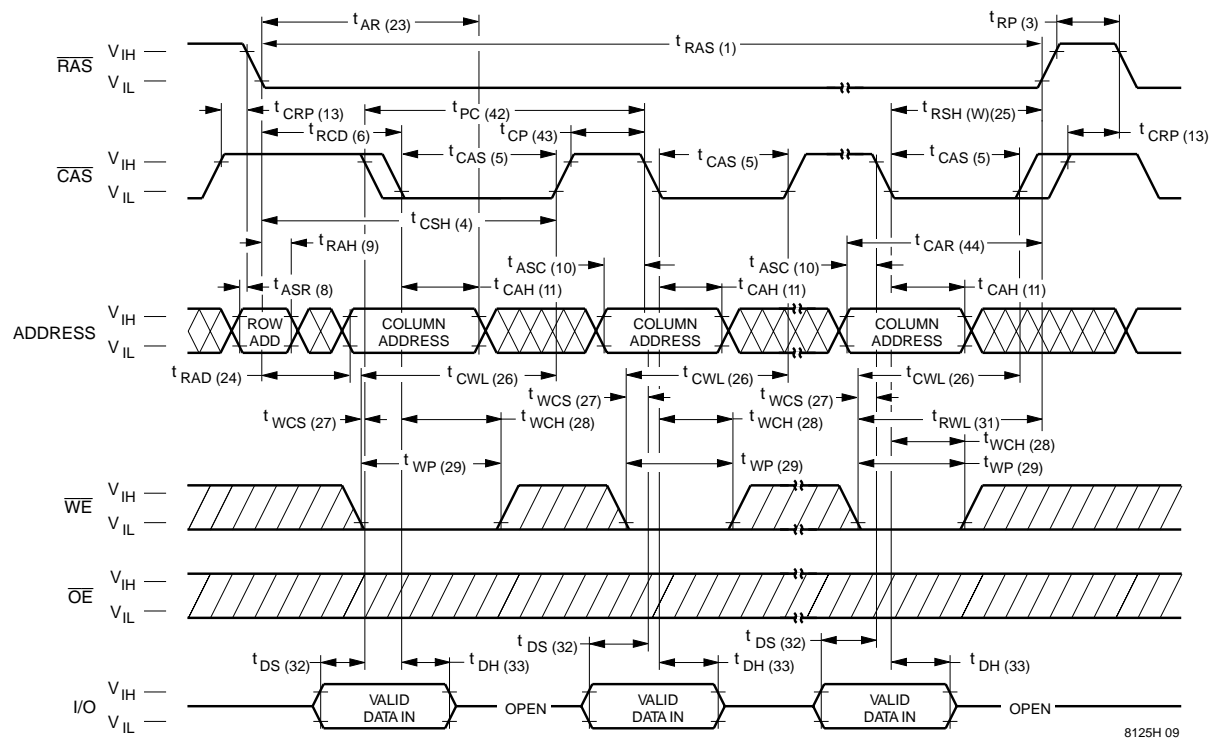 t AR (23)
t RP (3)
t RAS (1)
RAS
V IH
V IL
t CRP (13)
t PC (42)
t RSH (W)(25)
t RCD (6)
t CP (43)
t CRP (13)
CAS
V IH
V IL
t CAS (5)
t CAS (5)
t CAS (5)
t CSH (4)
t RAH (9)
t CAR (44)
t ASC (10)
t ASC (10)
t ASR (8)
t CAH (11)
t CAH (11)
t CAH (11)
ADDRESS
V IH
V IL
ROW ADD
COLUMN ADDRESS
COLUMN ADDRESS
COLUMN ADDRESS
t RAD (24)
t CWL (26)
t CWL (26)
t CWL (26)
t WCS (27)
t WCS (27)
t WCS (27)
t WCH (28)
t WCH (28)
t RWL (31)
t WCH (28)
t WP (29)
t WP (29)
t WP (29)
WE
V IH
V IL
OE
V IH
V IL
t DS (32)
t DS (32)
t DS (32)
t DH (33)
t DH (33)
t DH (33)
I/O
V IH
V IL
VALID DATA IN
OPEN
VALID DATA IN
VALID DATA IN
OPEN
8125H 09